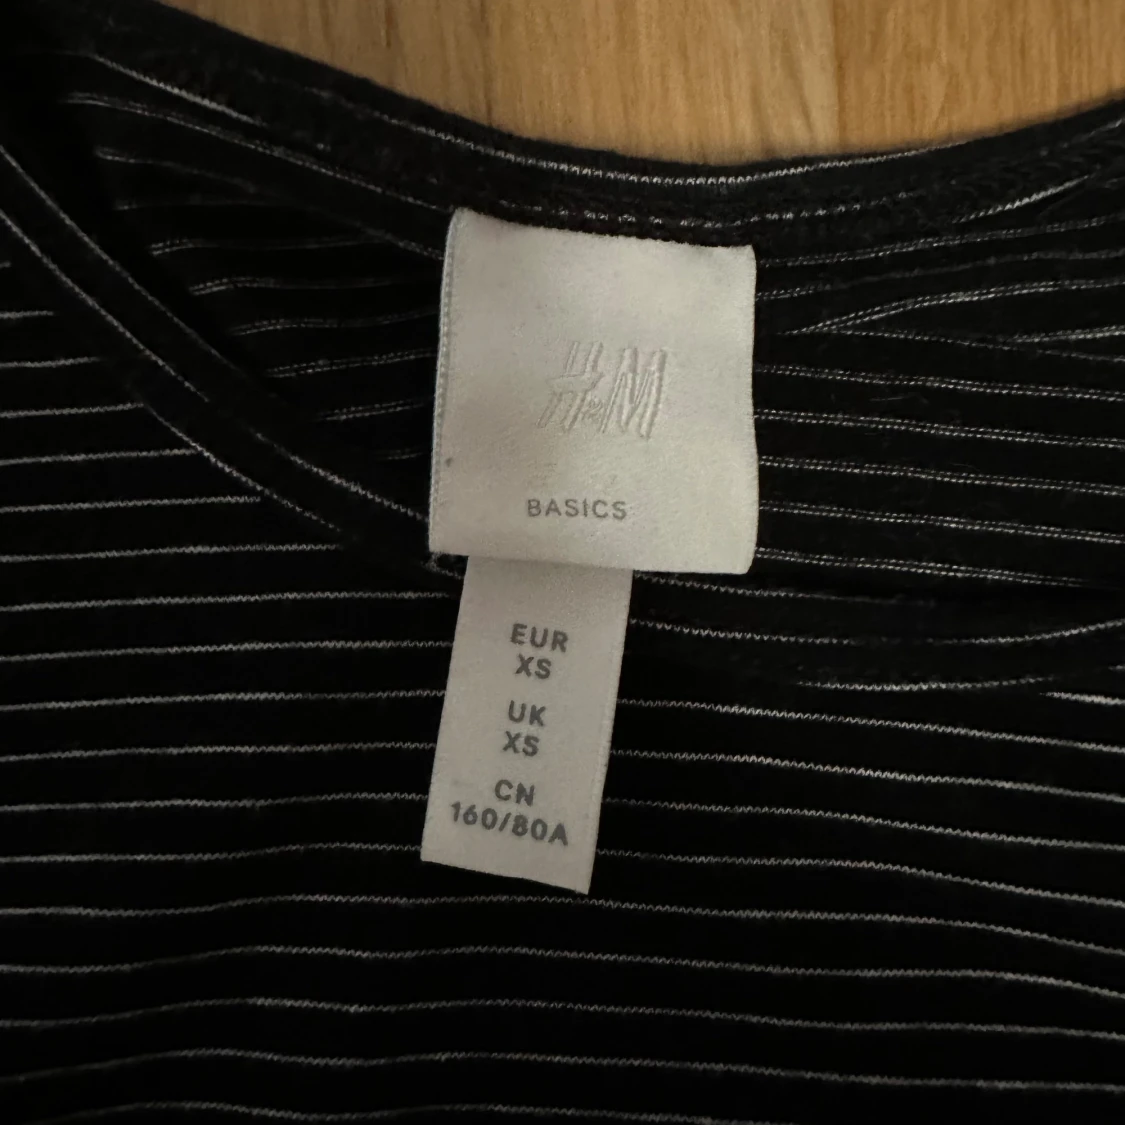 H&M
BASICS
EUR
XS
UK
XS
CN
160/80A